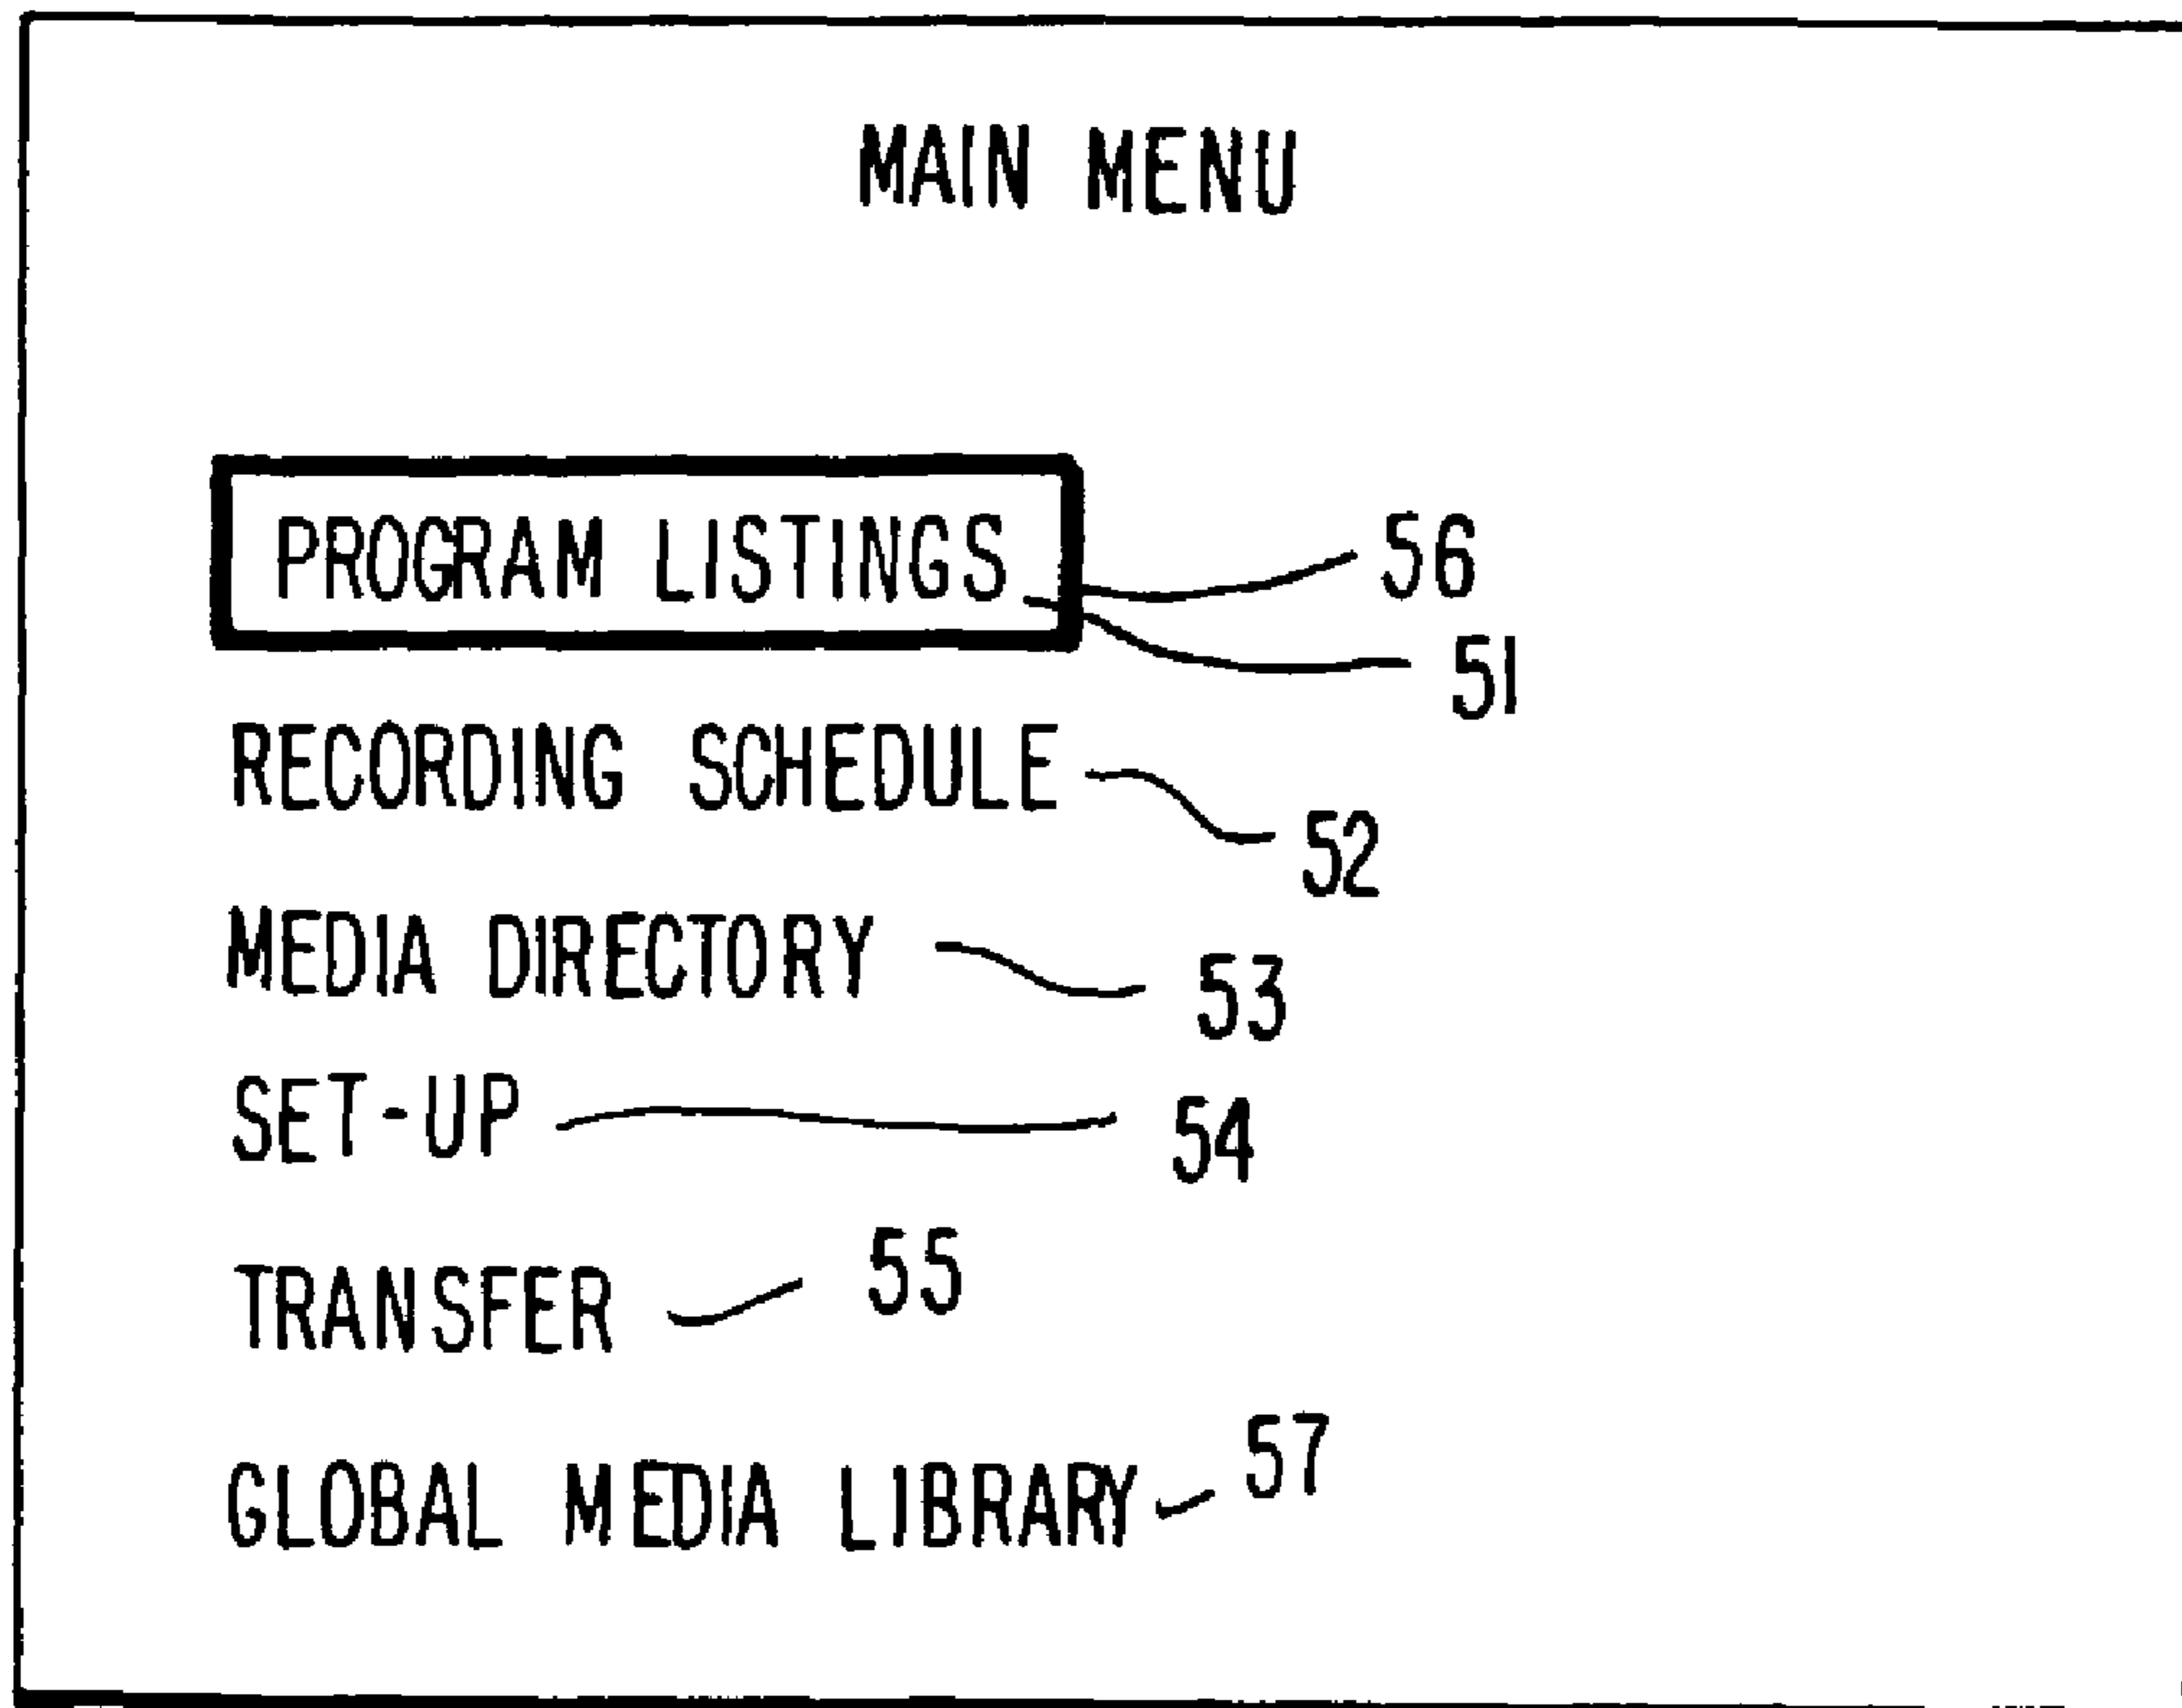 MAIN MENU
PROGRAM LISTINGS 56
51
RECORDING SCHEDULE
52
MEDIA DIRECTORY 53
SET-UP 54
TRANSFER 55
GLOBAL MEDIA LIBRARY 57